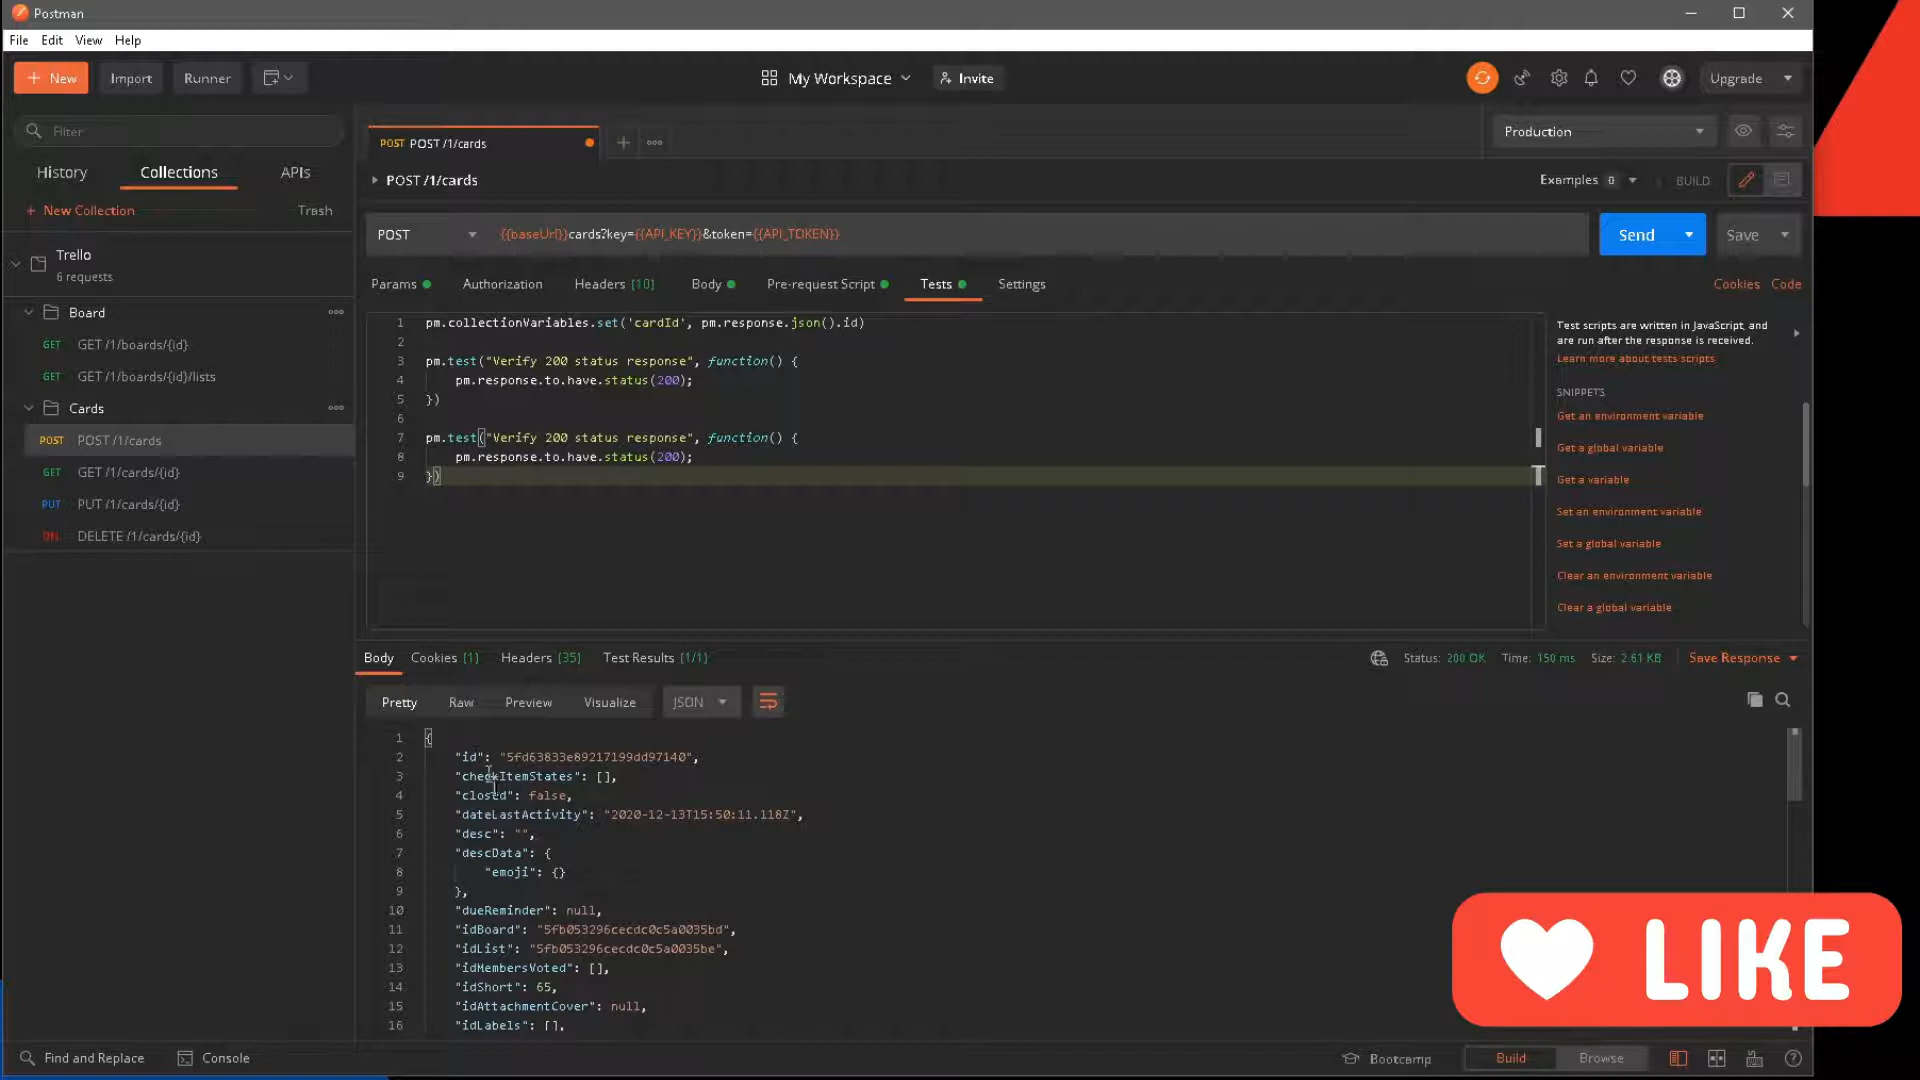 Postman
File Edit View Help
+ New Import Runner My Workspace Invite Upgrade
Filter
History Collections APIs
+ New Collection Trash
Trello
6 requests
Board
GET GET /1/boards/{id}
GET GET /1/boards/{id}/lists
Cards
POST POST /1/cards
GET GET /1/cards/{id}
PUT PUT /1/cards/{id}
DEL DELETE /1/cards/{id}
POST POST /1/cards
Production
POST /1/cards
Examples 0 BUILD
POST {{baseUrl}}cards?key={{API_KEY}}&token={{API_TOKEN}} Send Save
Params Authorization Headers (10) Body Pre-request Script Tests Settings Cookies Code
1 pm.collectionVariables.set('cardId', pm.response.json().id)
2
3 pm.test("Verify 200 status response", function() {
4 pm.response.to.have.status(200);
5 })
6
7 pm.test("Verify 200 status response", function() {
8 pm.response.to.have.status(200);
9 })
Test scripts are written in JavaScript, and
are run after the response is received.
Learn more about tests scripts
SNIPPETS
Get an environment variable
Get a global variable
Get a variable
Set an environment variable
Set a global variable
Clear an environment variable
Clear a global variable
Body Cookies (1) Headers (35) Test Results (1/1) Status: 200 OK Time: 150 ms Size: 2.61 KB Save Response
Pretty Raw Preview Visualize JSON
1 {
2 "id": "5fd63833e89217199dd97140",
3 "checkItemStates": [],
4 "closed": false,
5 "dateLastActivity": "2020-12-13T15:50:11.118Z",
6 "desc": "",
7 "descData": {
8 "emoji": {}
9 },
10 "dueReminder": null,
11 "idBoard": "5fb053296cecdc0c5a0035bd",
12 "idList": "5fb053296cecdc0c5a0035be",
13 "idMembersVoted": [],
14 "idShort": 65,
15 "idAttachmentCover": null,
16 "idLabels": [],
LIKE
Find and Replace Console Bootcamp Build Browse